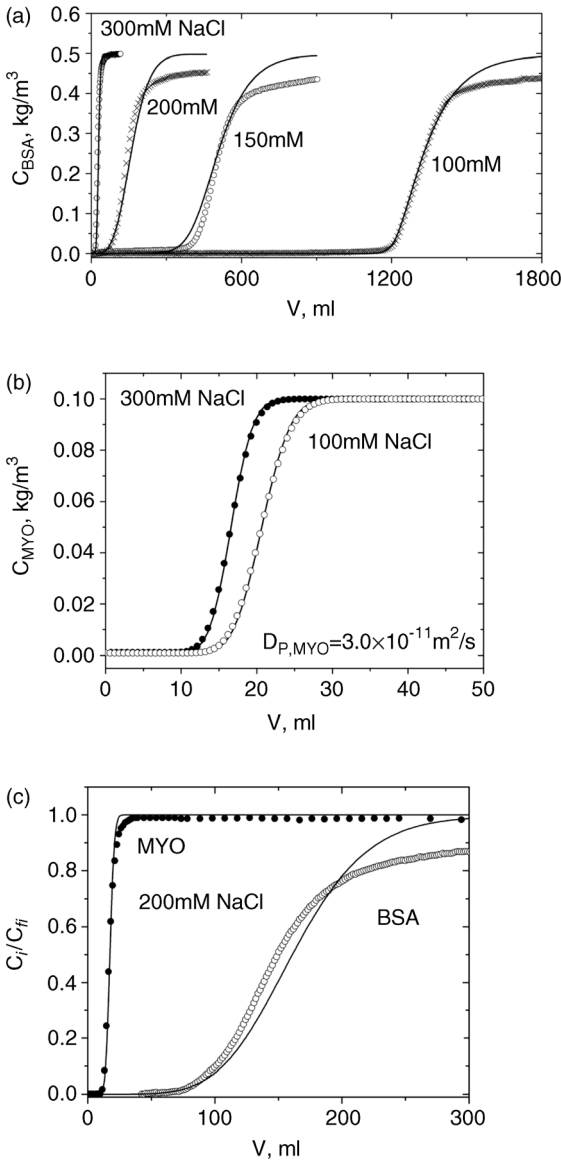 (a)
300mM NaCl
200mM
150mM
100mM
C_BSA, kg/m³
0.6
0.5
0.4
0.3
0.2
0.1
0.0
0 600 1200 1800
V, ml
(b)
300mM NaCl
100mM NaCl
D_P,MYO=3.0×10⁻¹¹m²/s
C_MYO, kg/m³
0.10
0.08
0.06
0.04
0.02
0.00
0 10 20 30 40 50
V, ml
(c)
MYO
200mM NaCl
BSA
C_i/C_fi
1.0
0.8
0.6
0.4
0.2
0.0
0 100 200 300
V, ml